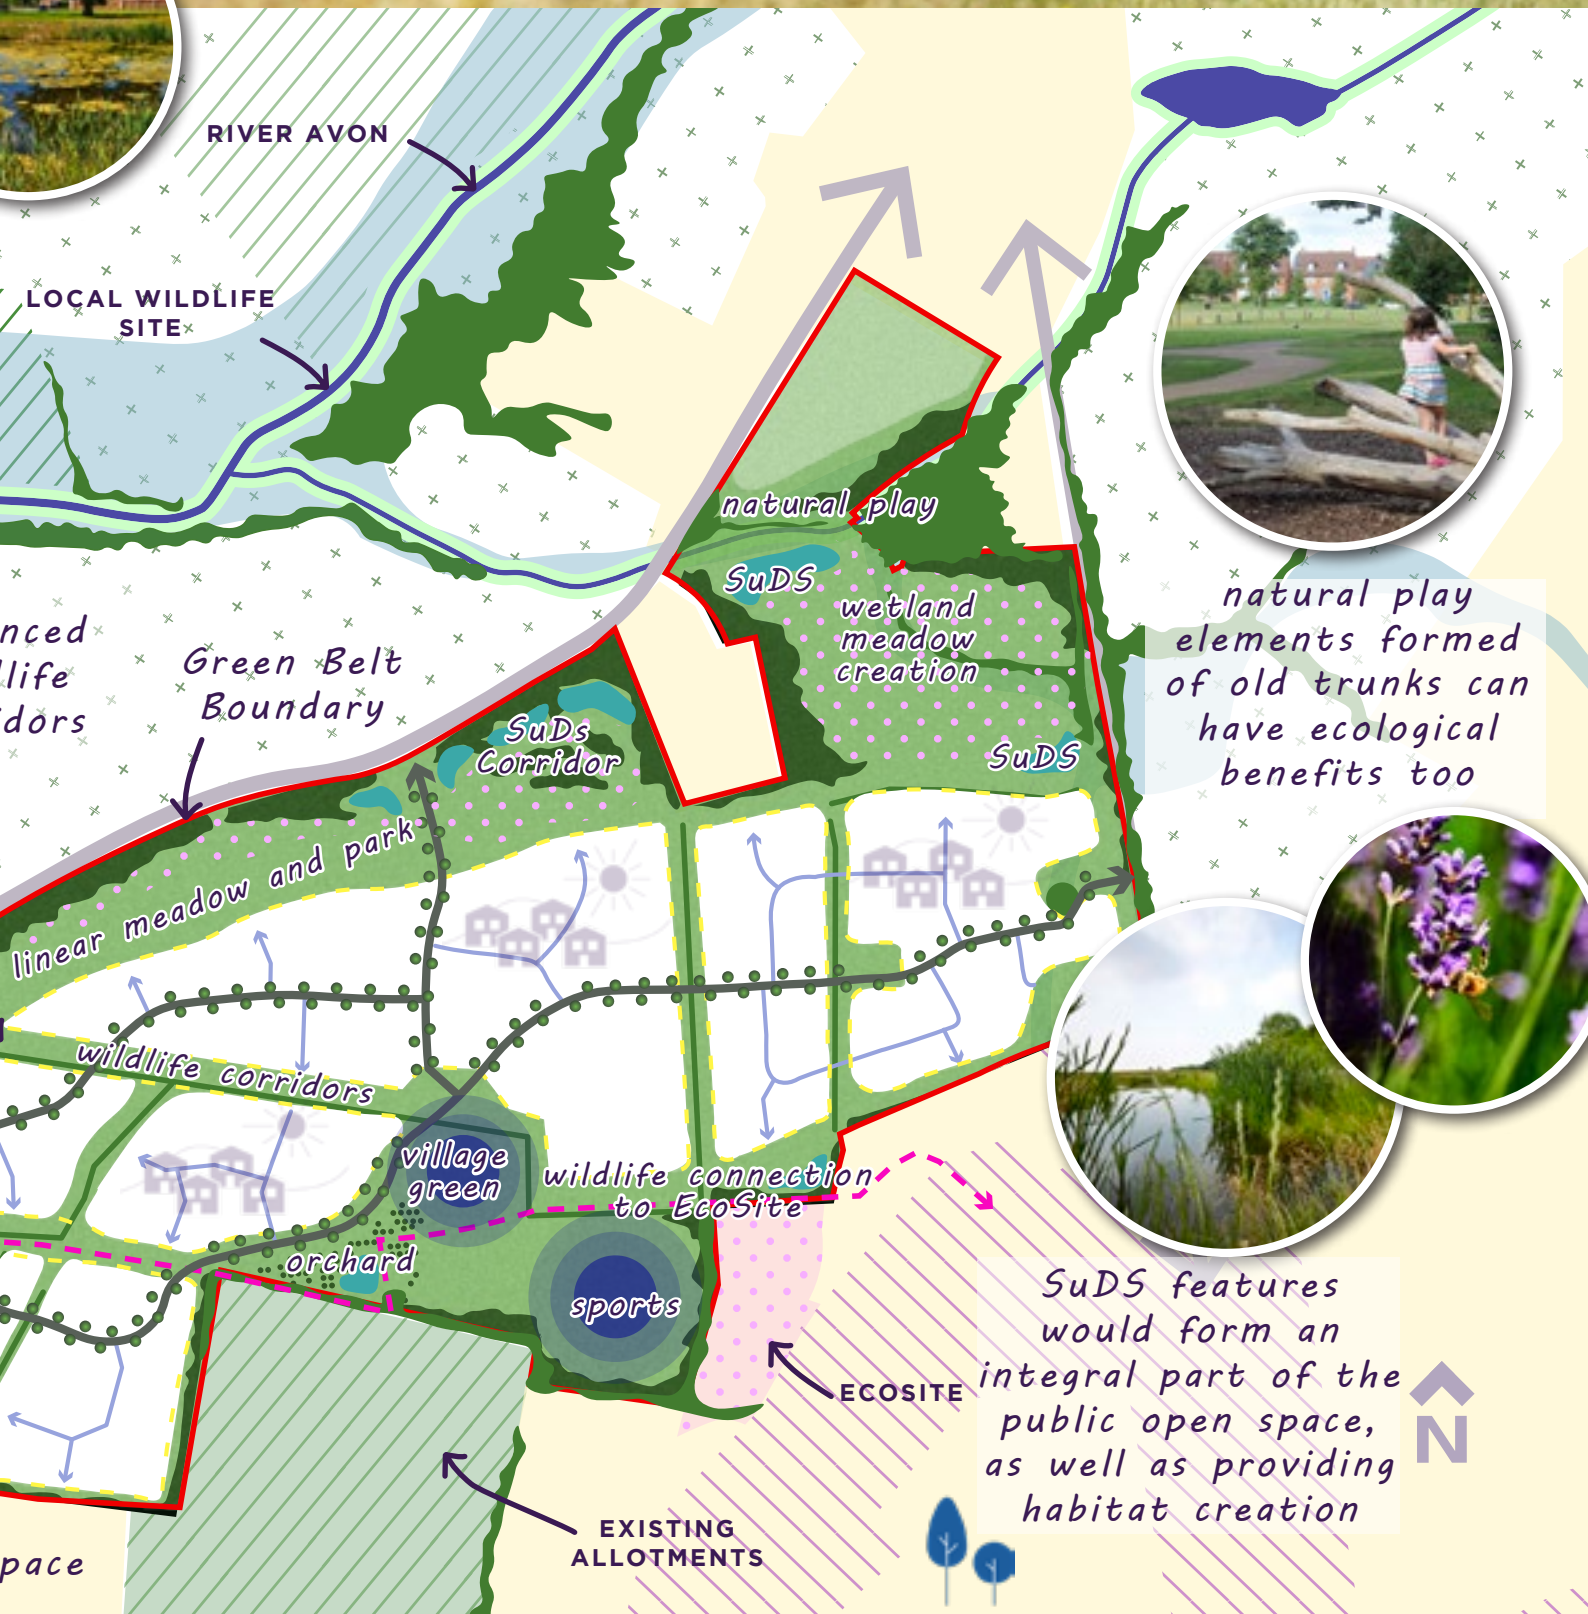 RIVER AVON
LOCAL WILDLIFE
SITE
natural play
SuDS
wetland
meadow
creation
natural play
elements formed
of old trunks can
have ecological
benefits too
nced
life
dors
Green Belt
Boundary
SuDs
Corridor
SuDS
linear meadow and park
wildlife corridors
village
green
wildlife connection
to EcoSite
orchard
sports
ECOSITE
SuDS features
would form an
integral part of the
public open space,
as well as providing
habitat creation
N
EXISTING
ALLOTMENTS
pace